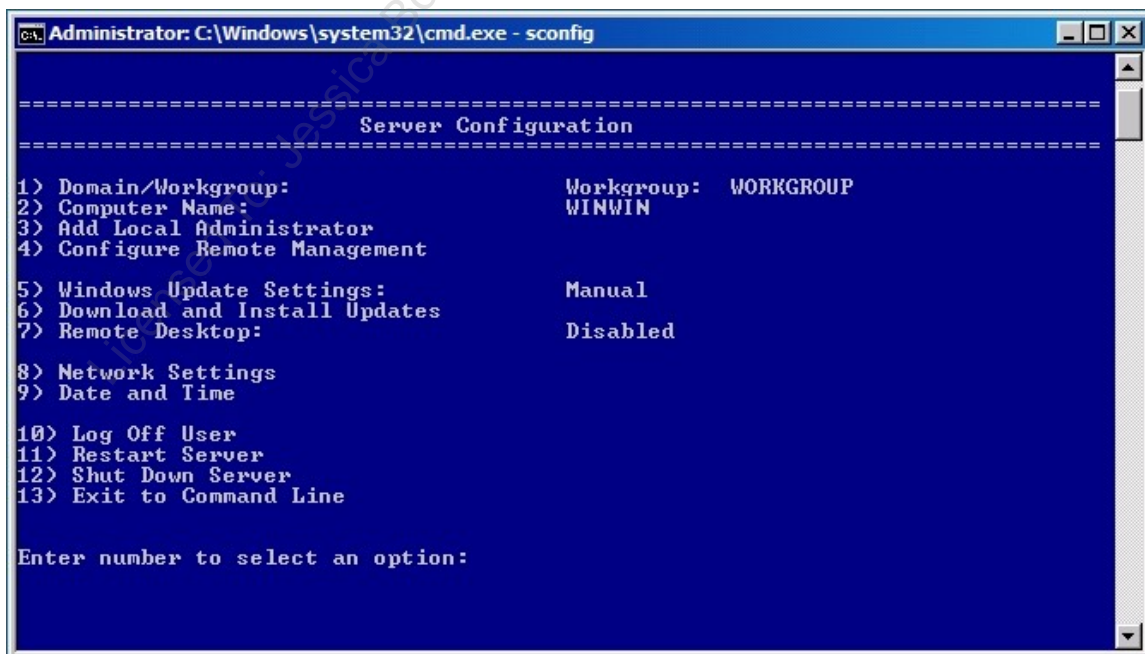 Administrator: C:\Windows\system32\cmd.exe - sconfig
===============================================================================
Server Configuration
===============================================================================
1) Domain/Workgroup: Workgroup: WORKGROUP
2) Computer Name: WINWIN
3) Add Local Administrator
4) Configure Remote Management
5) Windows Update Settings: Manual
6) Download and Install Updates
7) Remote Desktop: Disabled
8) Network Settings
9) Date and Time
10) Log Off User
11) Restart Server
12) Shut Down Server
13) Exit to Command Line
Enter number to select an option: